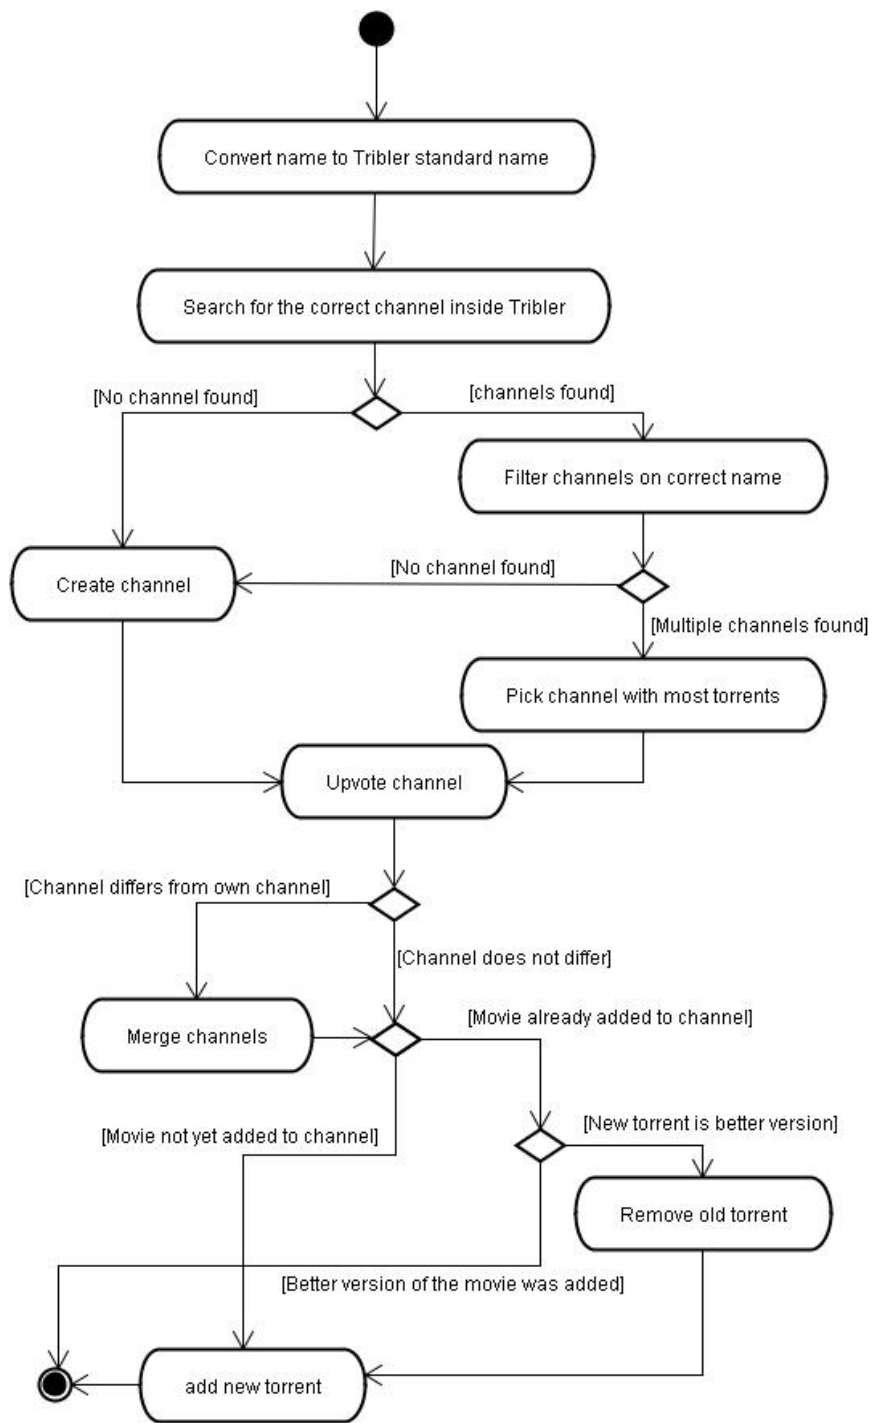 Convert name to Tribler standard name
Search for the correct channel inside Tribler
[No channel found]
[channels found]
Filter channels on correct name
[No channel found]
Create channel
[Multiple channels found]
Pick channel with most torrents
Upvote channel
[Channel differs from own channel]
[Channel does not differ]
Merge channels
[Movie already added to channel]
[Movie not yet added to channel]
[New torrent is better version]
Remove old torrent
[Better version of the movie was added]
add new torrent